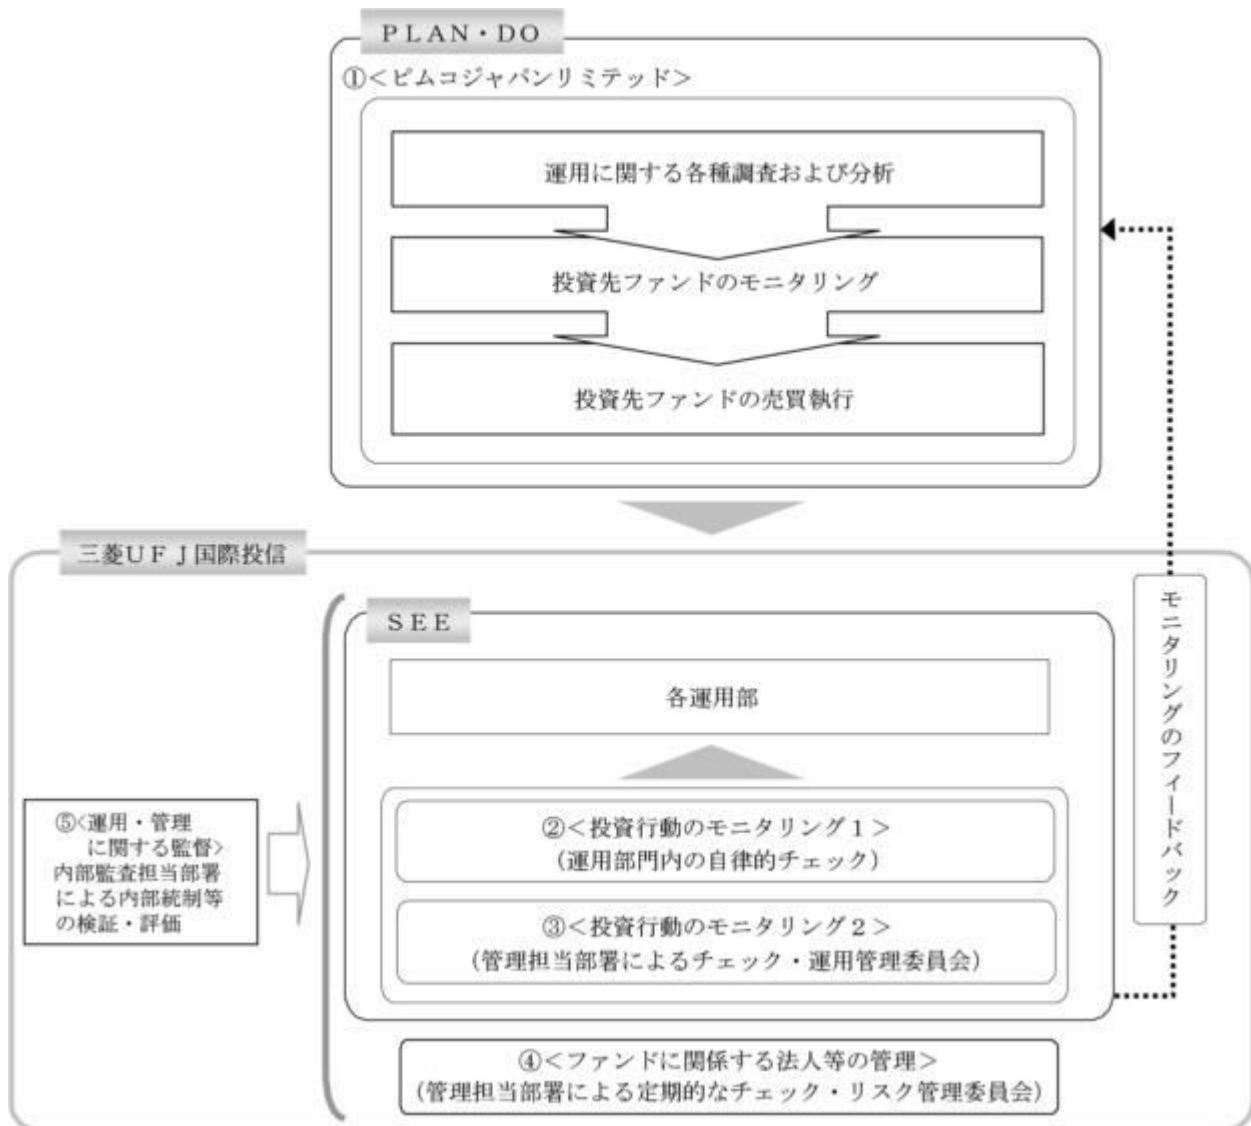 ＰＬＡＮ・ＤＯ
①＜ピムコジャパンリミテッド＞
運用に関する各種調査および分析
投資先ファンドのモニタリング
投資先ファンドの売買執行
三菱ＵＦＪ国際投信
ＳＥＥ
各運用部
②＜投資行動のモニタリング１＞
（運用部門内の自律的チェック）
③＜投資行動のモニタリング２＞
（管理担当部署によるチェック・運用管理委員会）
④＜ファンドに関係する法人等の管理＞
（管理担当部署による定期的なチェック・リスク管理委員会）
⑤<運用・管理
に関する監督>
内部監査担当部署
による内部統制等
の検証・評価
モニタリングのフィードバック